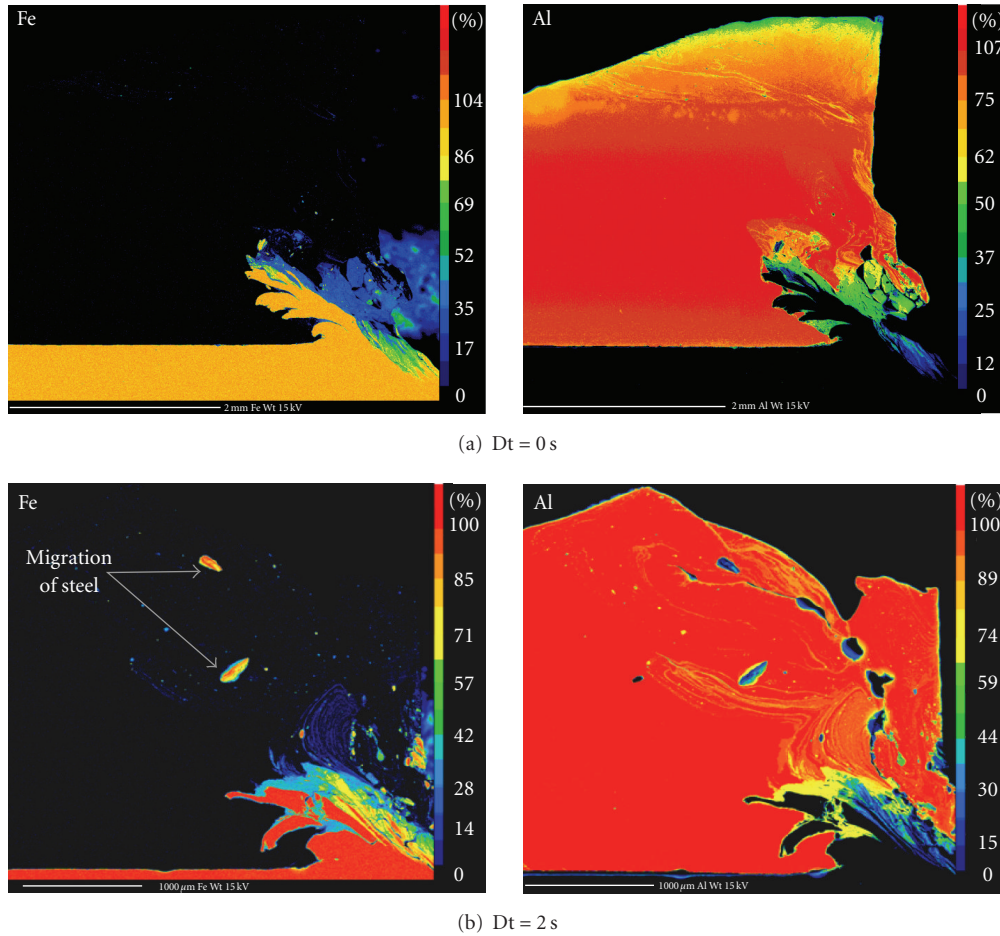 Fe
(%)
104
86
69
52
35
17
0
2 mm Fe Wt 15 kV
Al
(%)
107
75
62
50
37
25
12
0
2 mm Al Wt 15 kV
(a) Dt = 0 s
Fe
(%)
100
85
71
57
42
28
14
0
Migration
of steel
1000 µm Fe Wt 15 kV
Al
(%)
89
74
59
44
30
15
0
1000 µm Al Wt 15 kV
(b) Dt = 2 s